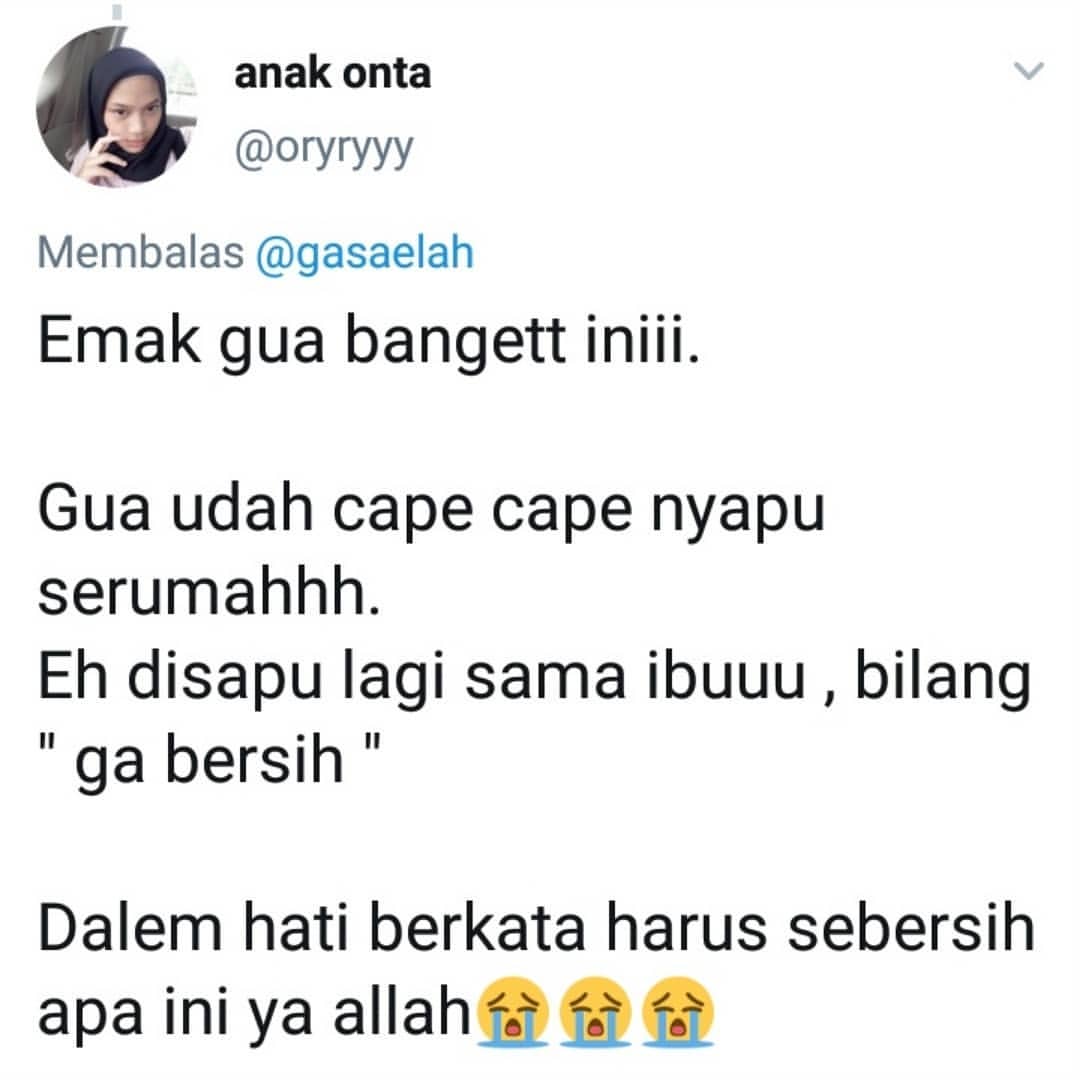 anak onta
@oryryyy
Membalas @gasaelah
Emak gua bangett iniii.
Gua udah cape cape nyapu
serumahhh.
Eh disapu lagi sama ibuuu , bilang
" ga bersih "
Dalem hati berkata harus sebersih
apa ini ya allah😭😭😭